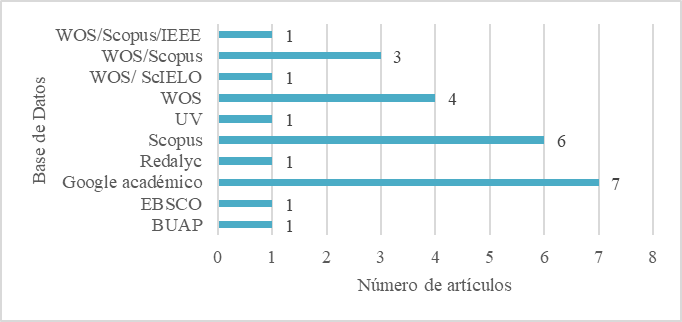 WOS/Scopus/IEEE 1
WOS/Scopus 3
WOS/ ScIELO 1
WOS 4
UV 1
Scopus 6
Redalyc 1
Google académico 7
EBSCO 1
BUAP 1
0 1 2 3 4 5 6 7 8
Número de artículos
Base de Datos